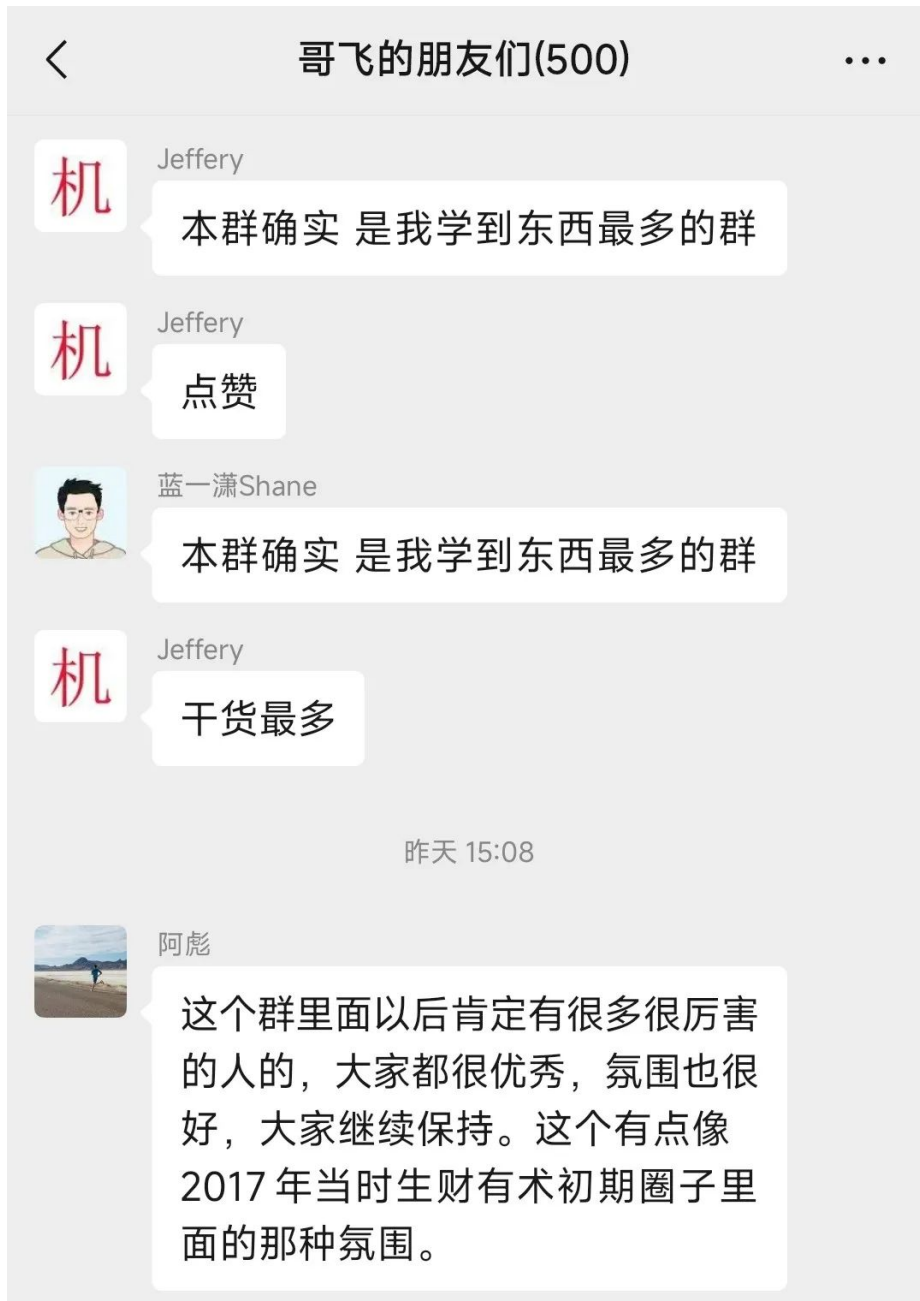 哥飞的朋友们(500)
机
Jeffery
本群确实 是我学到东西最多的群
机
Jeffery
点赞
蓝一潇Shane
本群确实 是我学到东西最多的群
机
Jeffery
干货最多
昨天 15:08
阿彪
这个群里面以后肯定有很多很厉害
的人的，大家都很优秀，氛围也很
好，大家继续保持。这个有点像
2017 年当时生财有术初期圈子里
面的那种氛围。